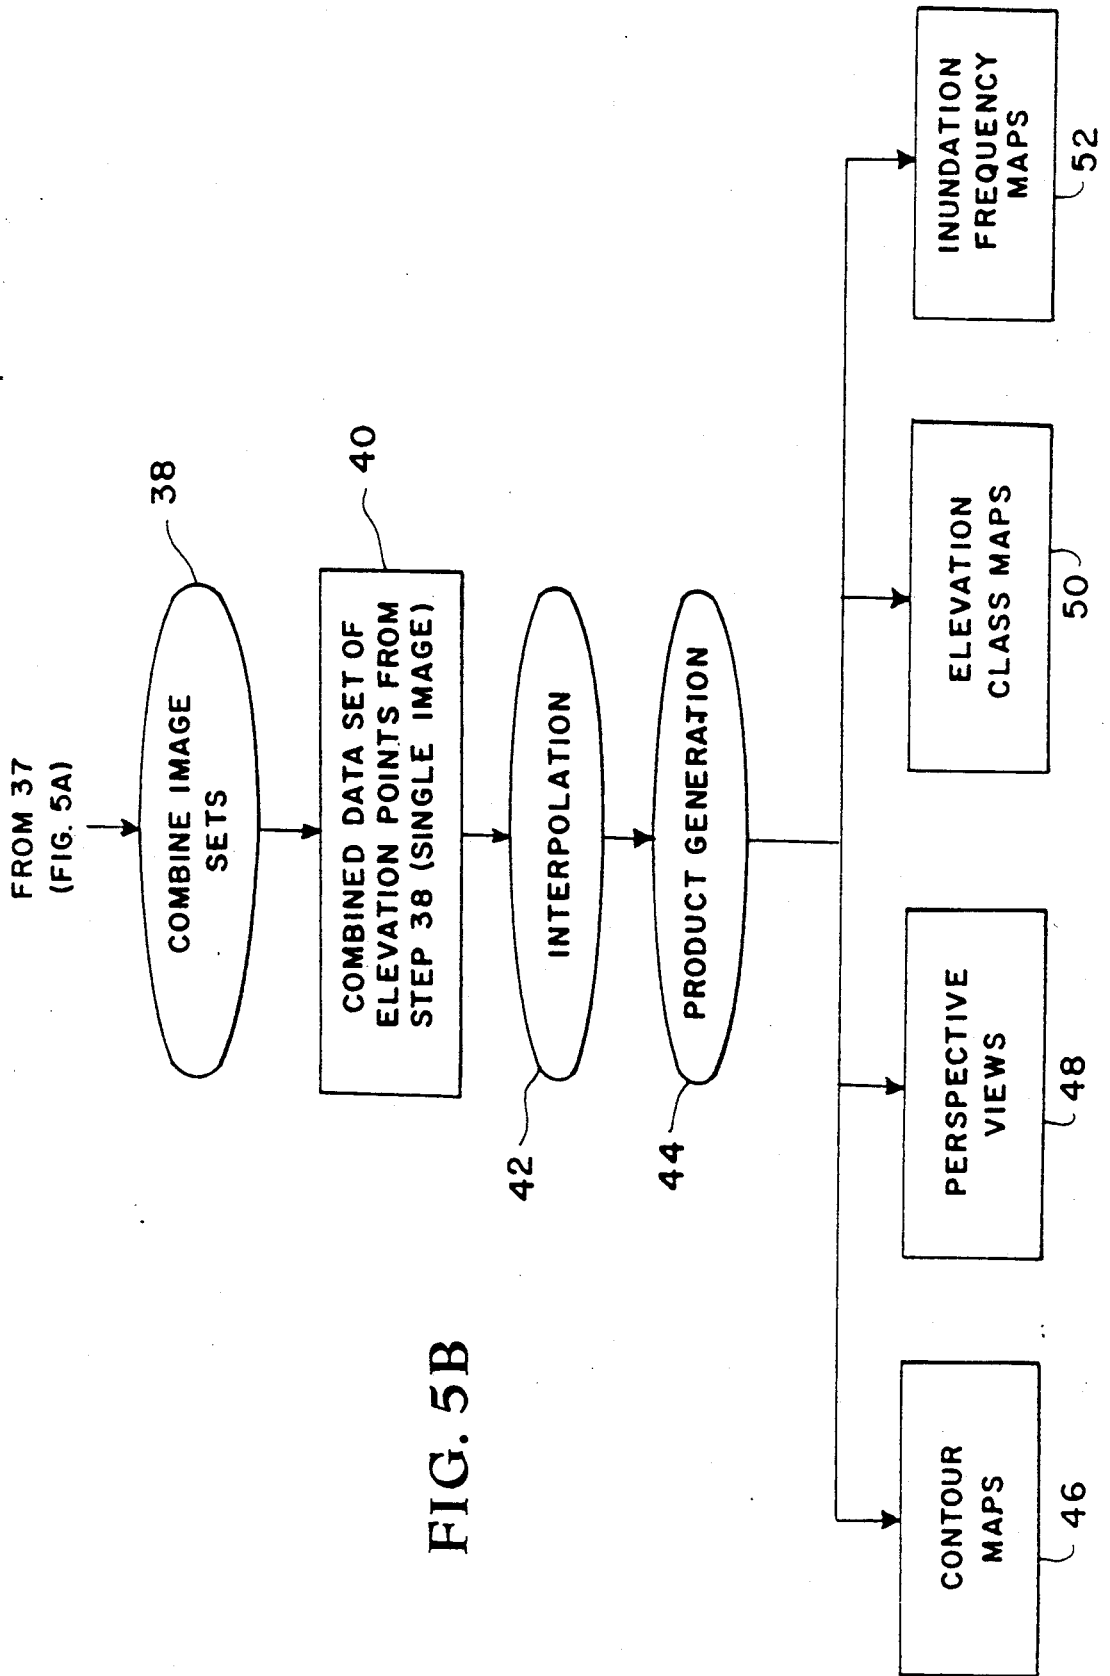 FROM 37
(FIG. 5A)
COMBINE IMAGE
SETS
38
COMBINED DATA SET OF
ELEVATION POINTS FROM
STEP 38 (SINGLE IMAGE)
40
INTERPOLATION
42
PRODUCT GENERATION
44
CONTOUR
MAPS
46
PERSPECTIVE
VIEWS
48
ELEVATION
CLASS MAPS
50
INUNDATION
FREQUENCY
MAPS
52
FIG. 5B